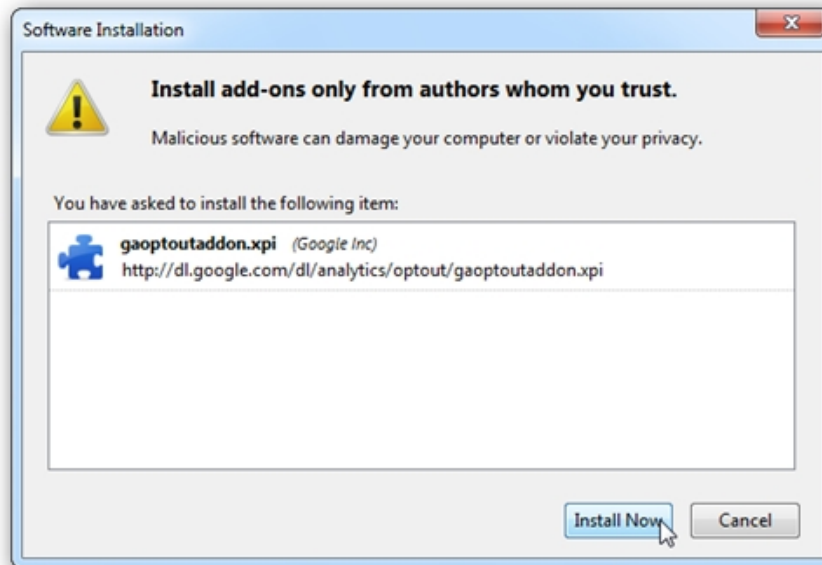 Software Installation
Install add-ons only from authors whom you trust.
Malicious software can damage your computer or violate your privacy.
You have asked to install the following item:
gaoptoutaddon.xpi (Google Inc)
http://dl.google.com/dl/analytics/optout/gaoptoutaddon.xpi
Install Now Cancel